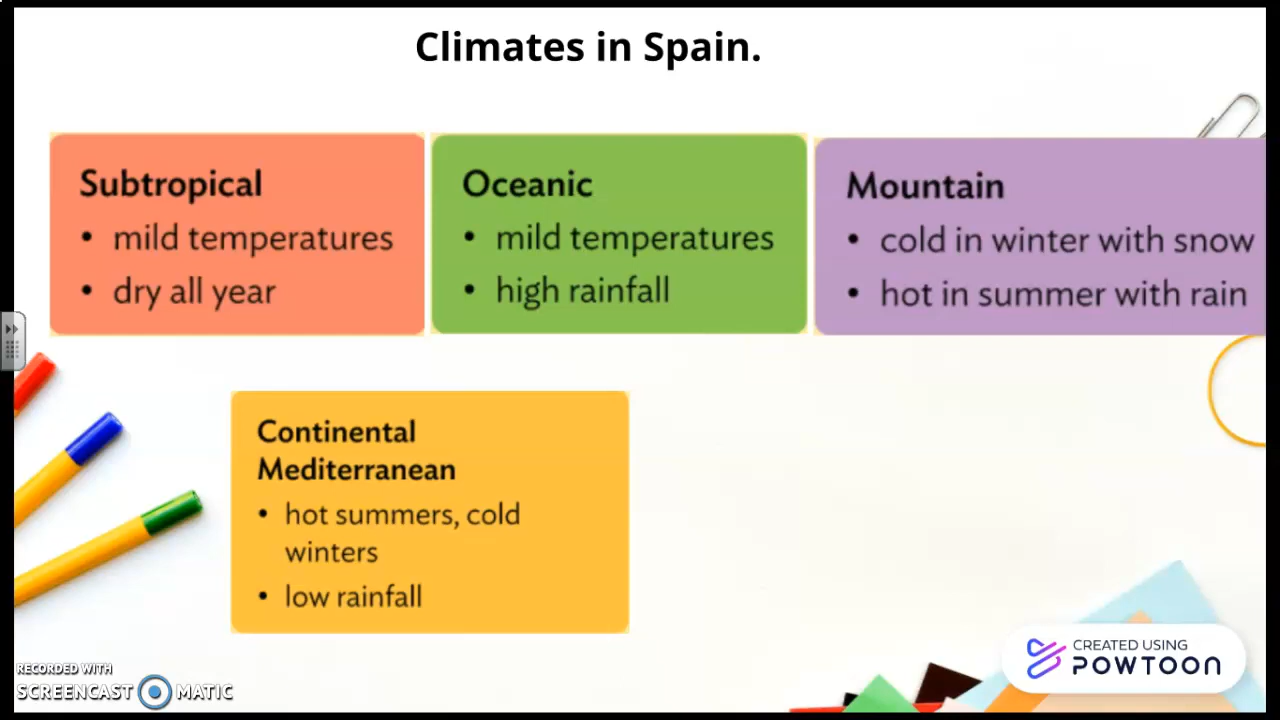 Climates in Spain.
Subtropical
• mild temperatures
• dry all year
Oceanic
• mild temperatures
• high rainfall
Mountain
• cold in winter with snow
• hot in summer with rain
Continental
Mediterranean
• hot summers, cold
winters
• low rainfall
RECORDED WITH
SCREENCAST MATIC
CREATED USING
POWTOON